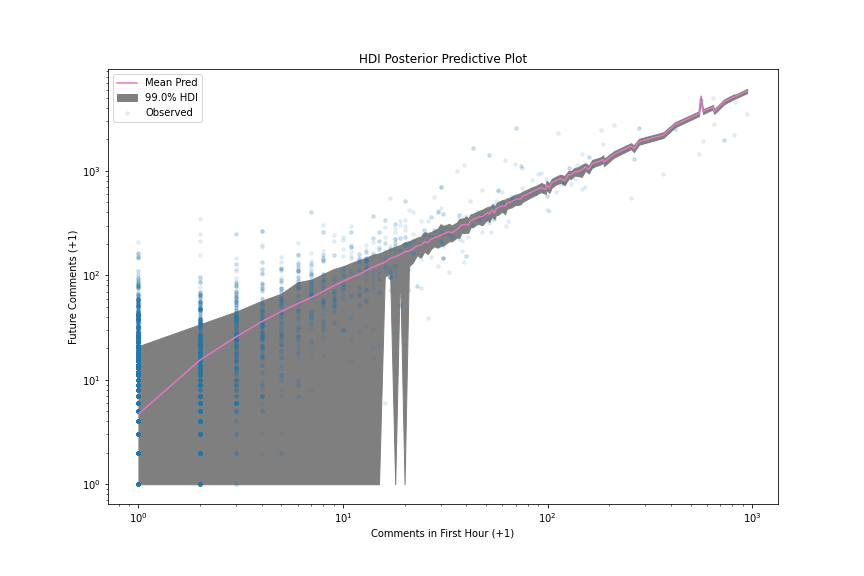 HDI Posterior Predictive Plot
Mean Pred
99.0% HDI
Observed
Future Comments (+1)
10³
10²
10¹
10⁰
10⁰ 10¹ 10² 10³
Comments in First Hour (+1)